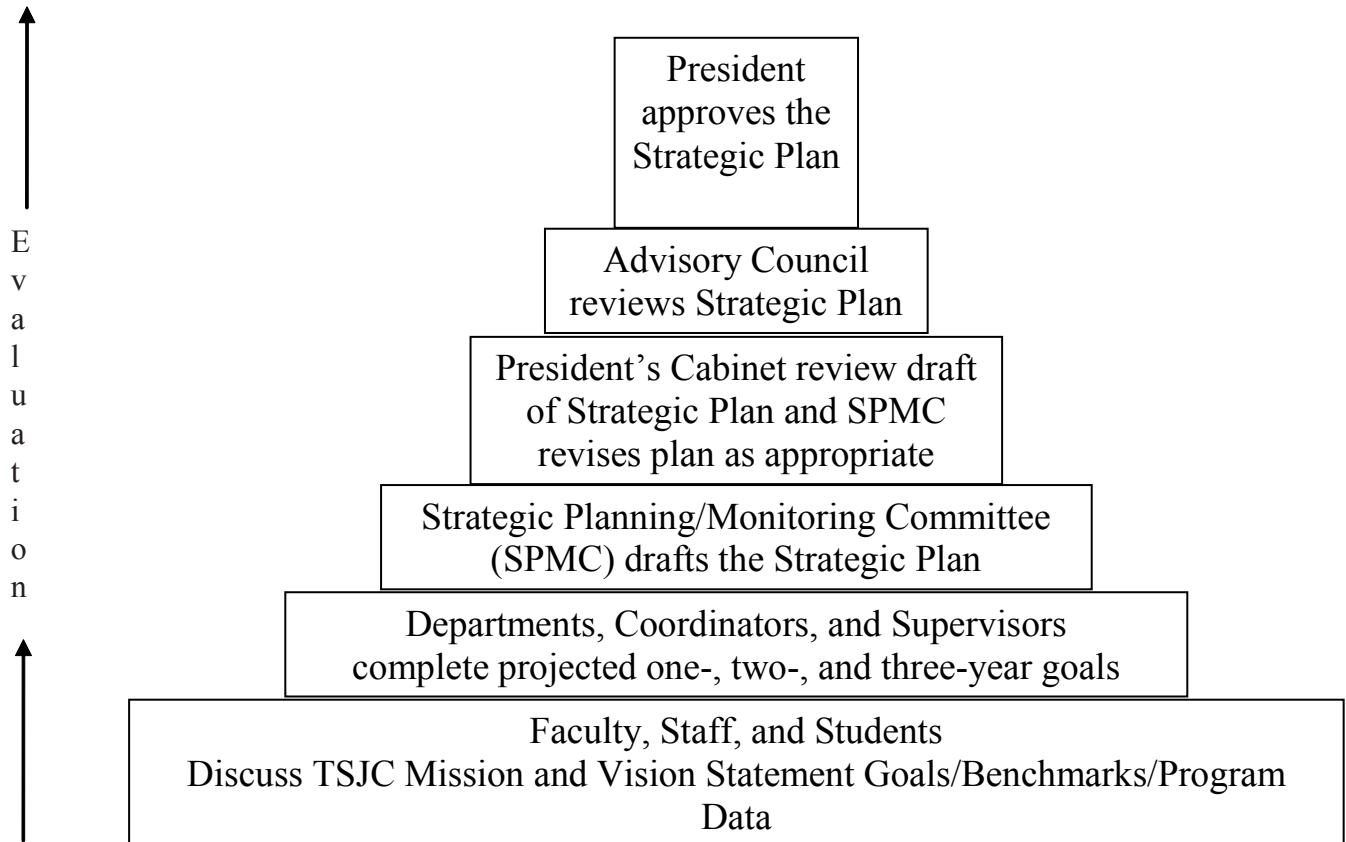 President
approves the
Strategic Plan
Advisory Council
reviews Strategic Plan
President’s Cabinet review draft
of Strategic Plan and SPMC
revises plan as appropriate
Strategic Planning/Monitoring Committee
(SPMC) drafts the Strategic Plan
Departments, Coordinators, and Supervisors
complete projected one-, two-, and three-year goals
Faculty, Staff, and Students
Discuss TSJC Mission and Vision Statement Goals/Benchmarks/Program
Data
E
v
a
l
u
a
t
i
o
n